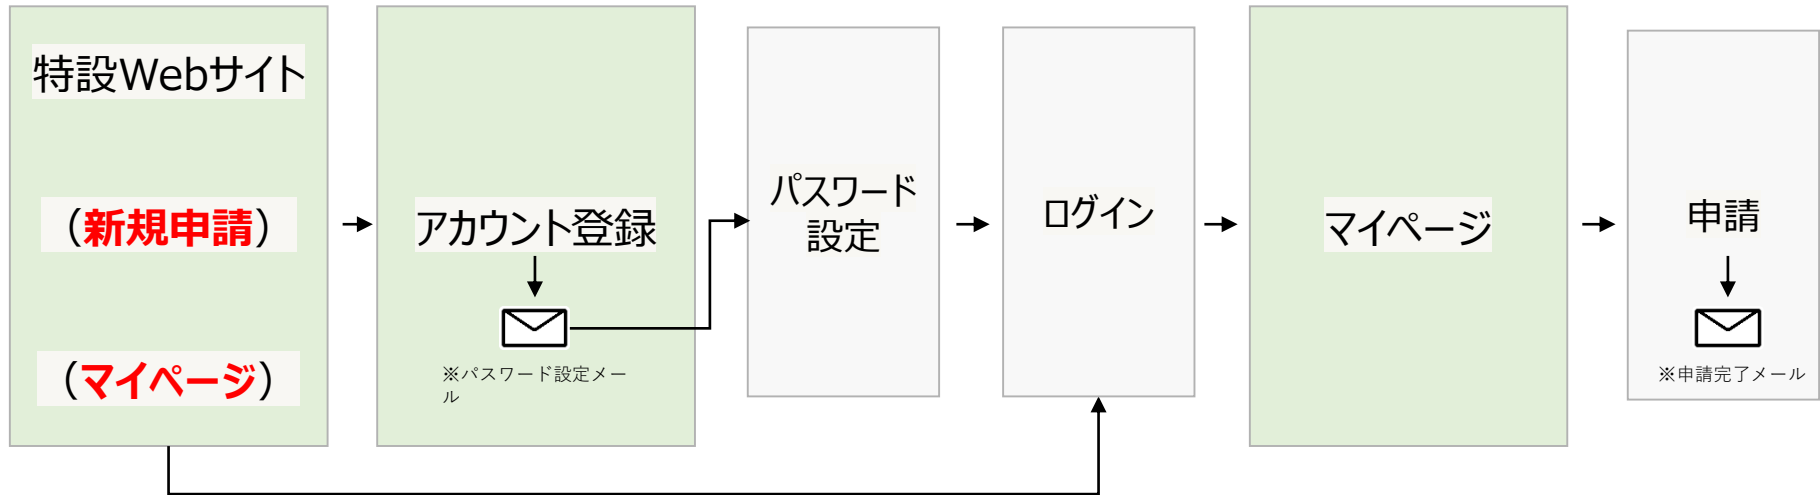 特設Webサイト
（新規申請）
（マイページ）
アカウント登録
※パスワード設定メー
ル
パスワード
設定
ログイン
マイページ
申請
※申請完了メール